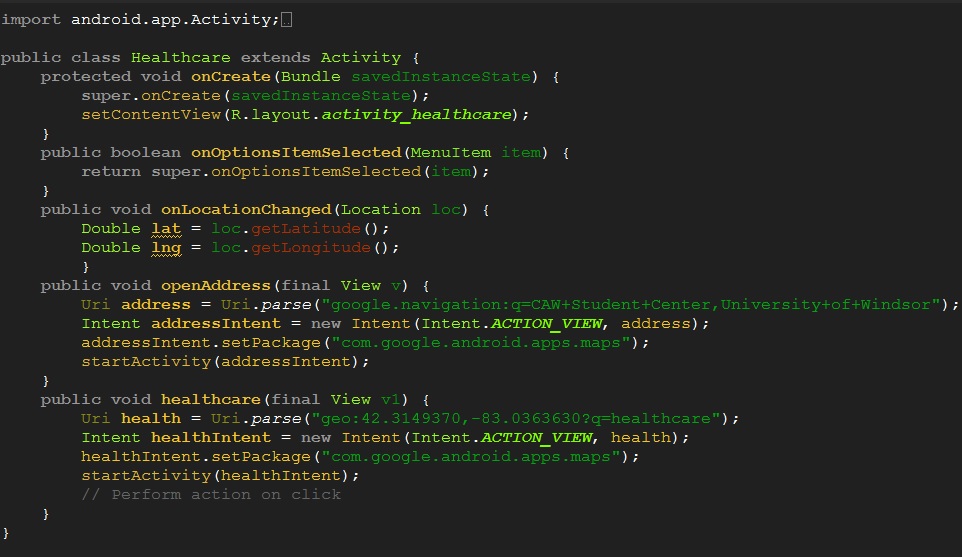 import android.app.Activity;
public class Healthcare extends Activity {
    protected void onCreate(Bundle savedInstanceState) {
        super.onCreate(savedInstanceState);
        setContentView(R.layout.activity_healthcare);
    }
    public boolean onOptionsItemSelected(MenuItem item) {
        return super.onOptionsItemSelected(item);
    }
    public void onLocationChanged(Location loc) {
        Double lat = loc.getLatitude();
        Double lng = loc.getLongitude();
        }
    public void openAddress(final View v) {
        Uri address = Uri.parse("google.navigation:q=CAW+Student+Center,University+of+Windsor");
        Intent addressIntent = new Intent(Intent.ACTION_VIEW, address);
        addressIntent.setPackage("com.google.android.apps.maps");
        startActivity(addressIntent);
    }
    public void healthcare(final View v1) {
        Uri health = Uri.parse("geo:42.3149370,-83.0363630?q=healthcare");
        Intent healthIntent = new Intent(Intent.ACTION_VIEW, health);
        healthIntent.setPackage("com.google.android.apps.maps");
        startActivity(healthIntent);
        // Perform action on click
    }
}